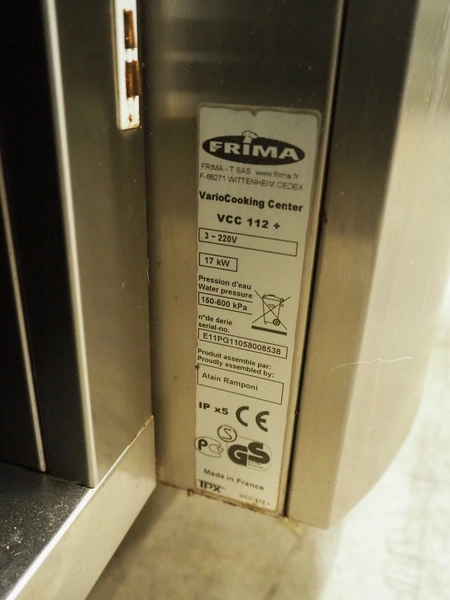 FRIMA
FRIMA - T SAS www.frima.fr
F-68271 WITTENHEIM CEDEX
VarioCooking Center
VCC 112 +
3 ~ 220V
17 kW
Pression d'eau
Water pressure
150-600 kPa
n°de serie
serial-no.
E11PG11058008538
Produit assemble par:
Proudly assembled by:
Alain Ramponi
IP x5 CE
S
PC GS
Made in France
VCC 112 +